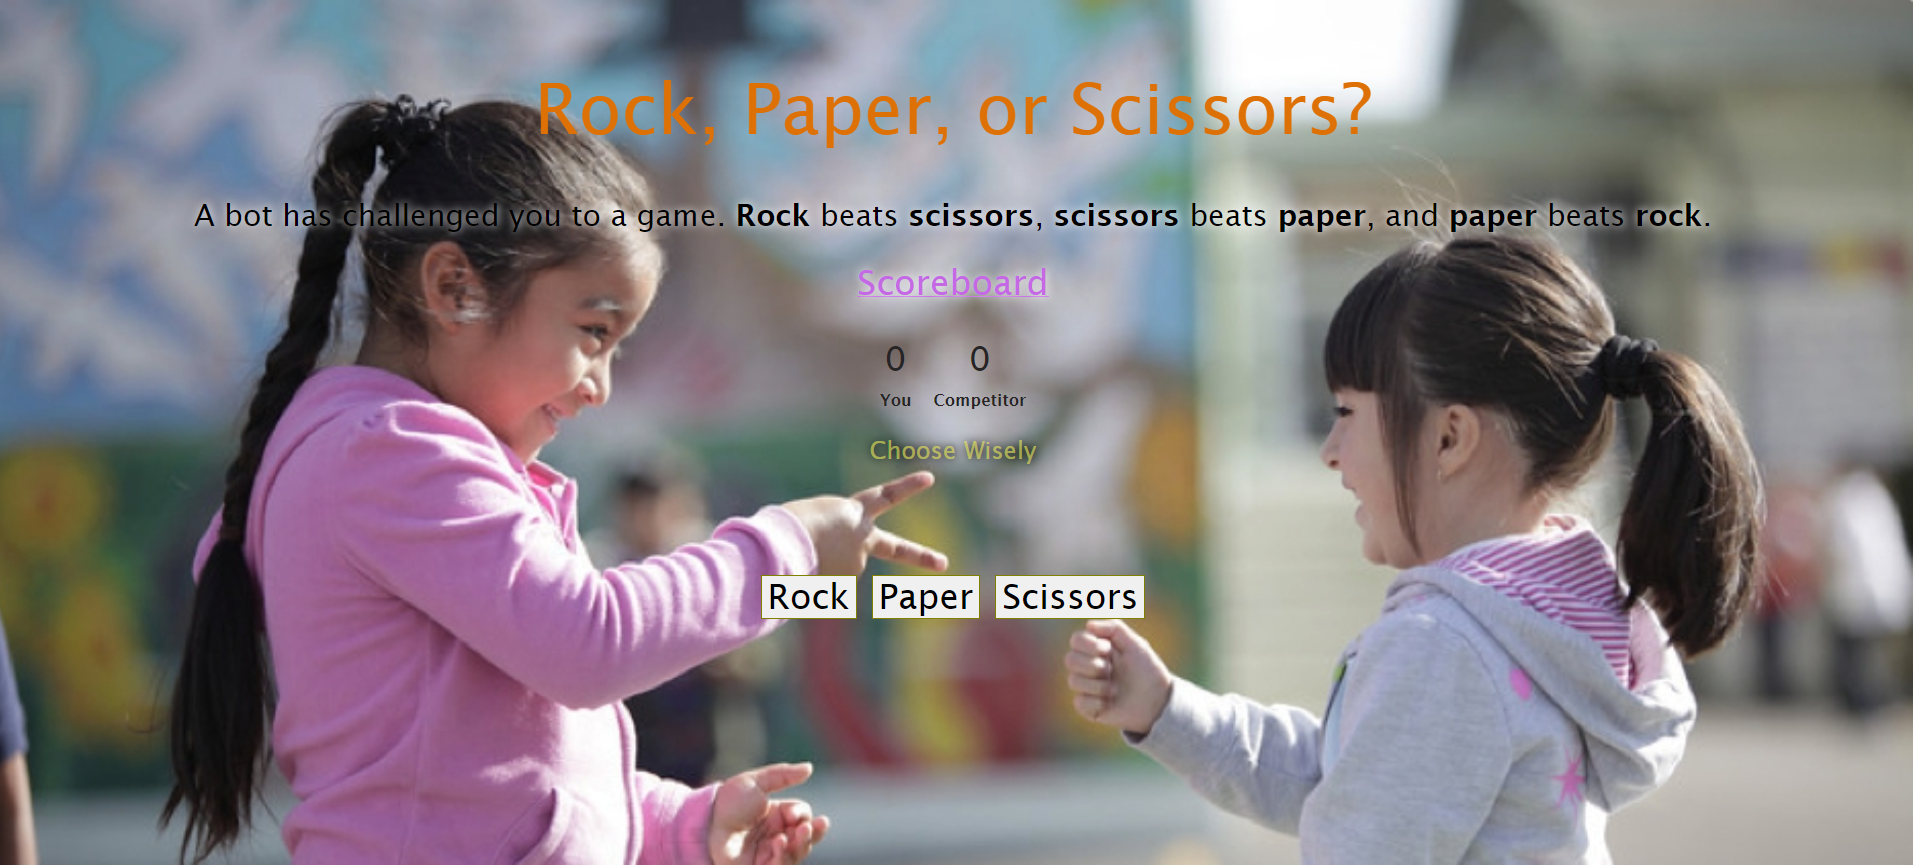 Rock, Paper, or Scissors?
A bot has challenged you to a game. Rock beats scissors, scissors beats paper, and paper beats rock.
Scoreboard
0 0
You Competitor
Choose Wisely
Rock Paper Scissors